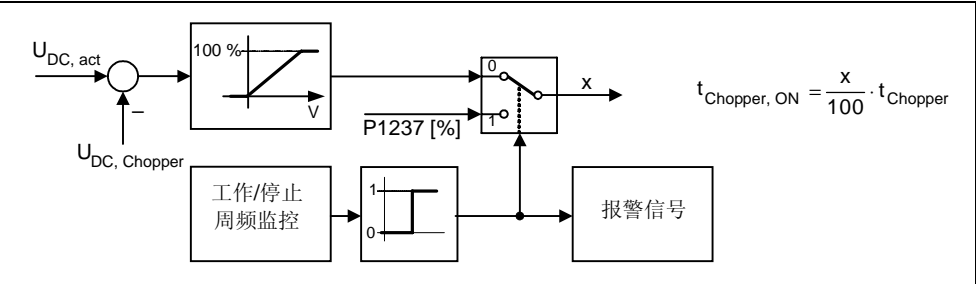 U_DC, act
–
U_DC, Chopper
100 %
V
0
1
P1237 [%]
x
t_Chopper, ON = x/100 · t_Chopper
工作/停止
周频监控
1
0
报警信号